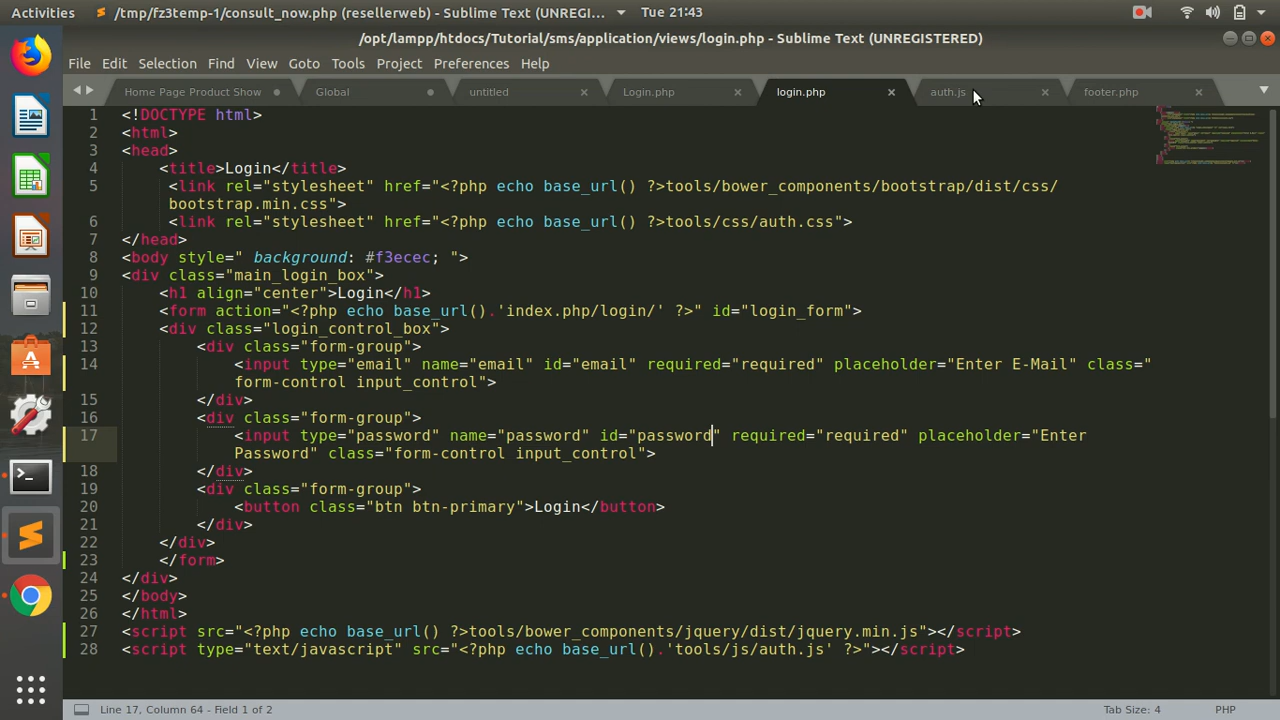 Activities /tmp/fz3temp-1/consult_now.php (resellerweb) - Sublime Text (UNREGI... Tue 21:43
/opt/lampp/htdocs/Tutorial/sms/application/views/login.php - Sublime Text (UNREGISTERED)
File Edit Selection Find View Goto Tools Project Preferences Help
Home Page Product Show Global untitled Login.php login.php auth.js footer.php
1 <!DOCTYPE html>
2 <html>
3 <head>
4 <title>Login</title>
5 <link rel="stylesheet" href="<?php echo base_url() ?>tools/bower_components/bootstrap/dist/css/
bootstrap.min.css">
6 <link rel="stylesheet" href="<?php echo base_url() ?>tools/css/auth.css">
7 </head>
8 <body style=" background: #f3ecec; ">
9 <div class="main_login_box">
10 <h1 align="center">Login</h1>
11 <form action="<?php echo base_url().'index.php/login/' ?>" id="login_form">
12 <div class="login_control_box">
13 <div class="form-group">
14 <input type="email" name="email" id="email" required="required" placeholder="Enter E-Mail" class="
form-control input_control">
15 </div>
16 <div class="form-group">
17 <input type="password" name="password" id="password" required="required" placeholder="Enter
Password" class="form-control input_control">
18 </div>
19 <div class="form-group">
20 <button class="btn btn-primary">Login</button>
21 </div>
22 </div>
23 </form>
24 </div>
25 </body>
26 </html>
27 <script src="<?php echo base_url() ?>tools/bower_components/jquery/dist/jquery.min.js"></script>
28 <script type="text/javascript" src="<?php echo base_url().'tools/js/auth.js' ?>"></script>
Line 17, Column 64 - Field 1 of 2 Tab Size: 4 PHP